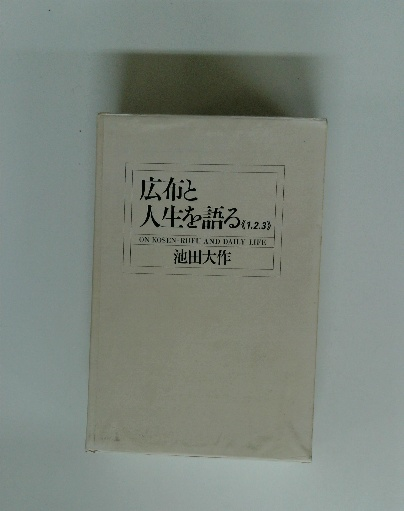 広布と
人生を語る《1.2.3》
ON KOSEN-RUFU AND DAILY LIFE
池田大作